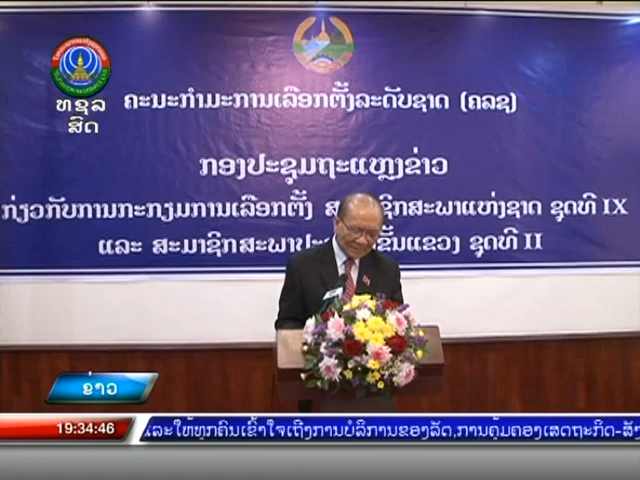 ທຊລ
ສົດ
ຄະນະກຳມະການເລືອກຕັ້ງລະດັບຊາດ (ຄລຊ)
ກອງປະຊຸມຖະແຫຼງຂ່າວ
ກ່ຽວກັບການກະກຽມການເລືອກຕັ້ງ ສະມາຊິກສະພາແຫ່ງຊາດ ຊຸດທີ IX
ແລະ ສະມາຊິກສະພາປະ ຂັ້ນແຂວງ ຊຸດທີ II
ຂ່າວ
19:34:46 ແລະໃຫ້ທຸກຄົນເຂົ້າໃຈເຖິງການບໍລິການຂອງລັດ,ການຄຸ້ມຄອງເສດຖະກິດ-ສັ